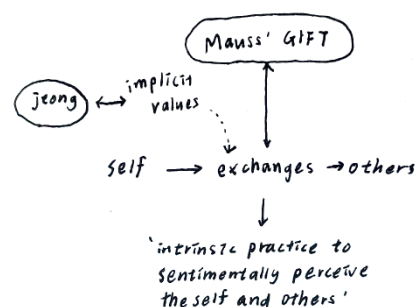 Mauss' GIFT
jeong
implicit
values
self → exchanges → others
'intrinsic practice to
sentimentally perceive
the self and others'